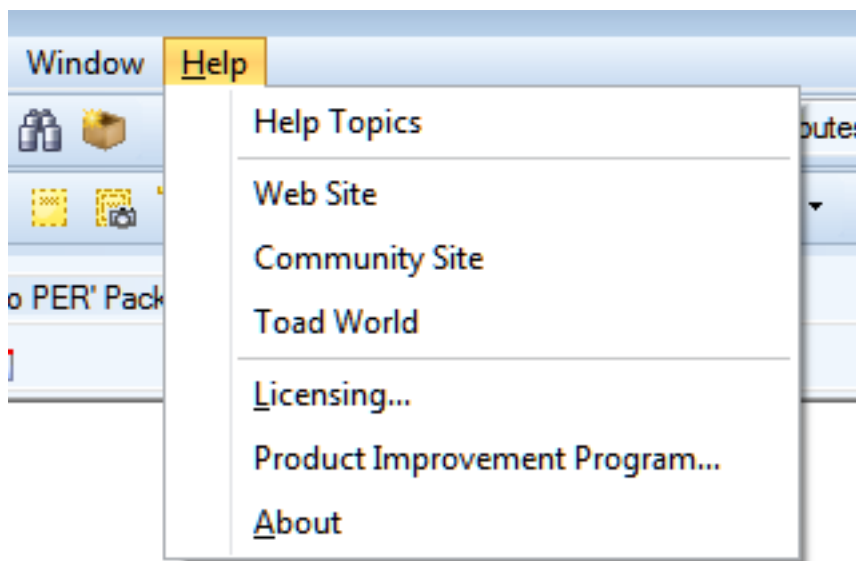 Window Help
Help Topics
Web Site
Community Site
Toad World
o PER' Pack
Licensing...
Product Improvement Program...
About